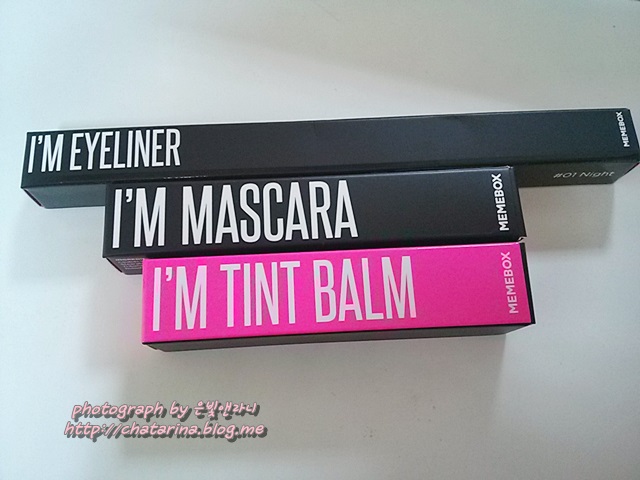 I'M EYELINER
MEMEBOX
#01 Night
I'M MASCARA
MEMEBOX
I'M TINT BALM
MEMEBOX
photograph by 은빛앤라니
http://chatarina.blog.me